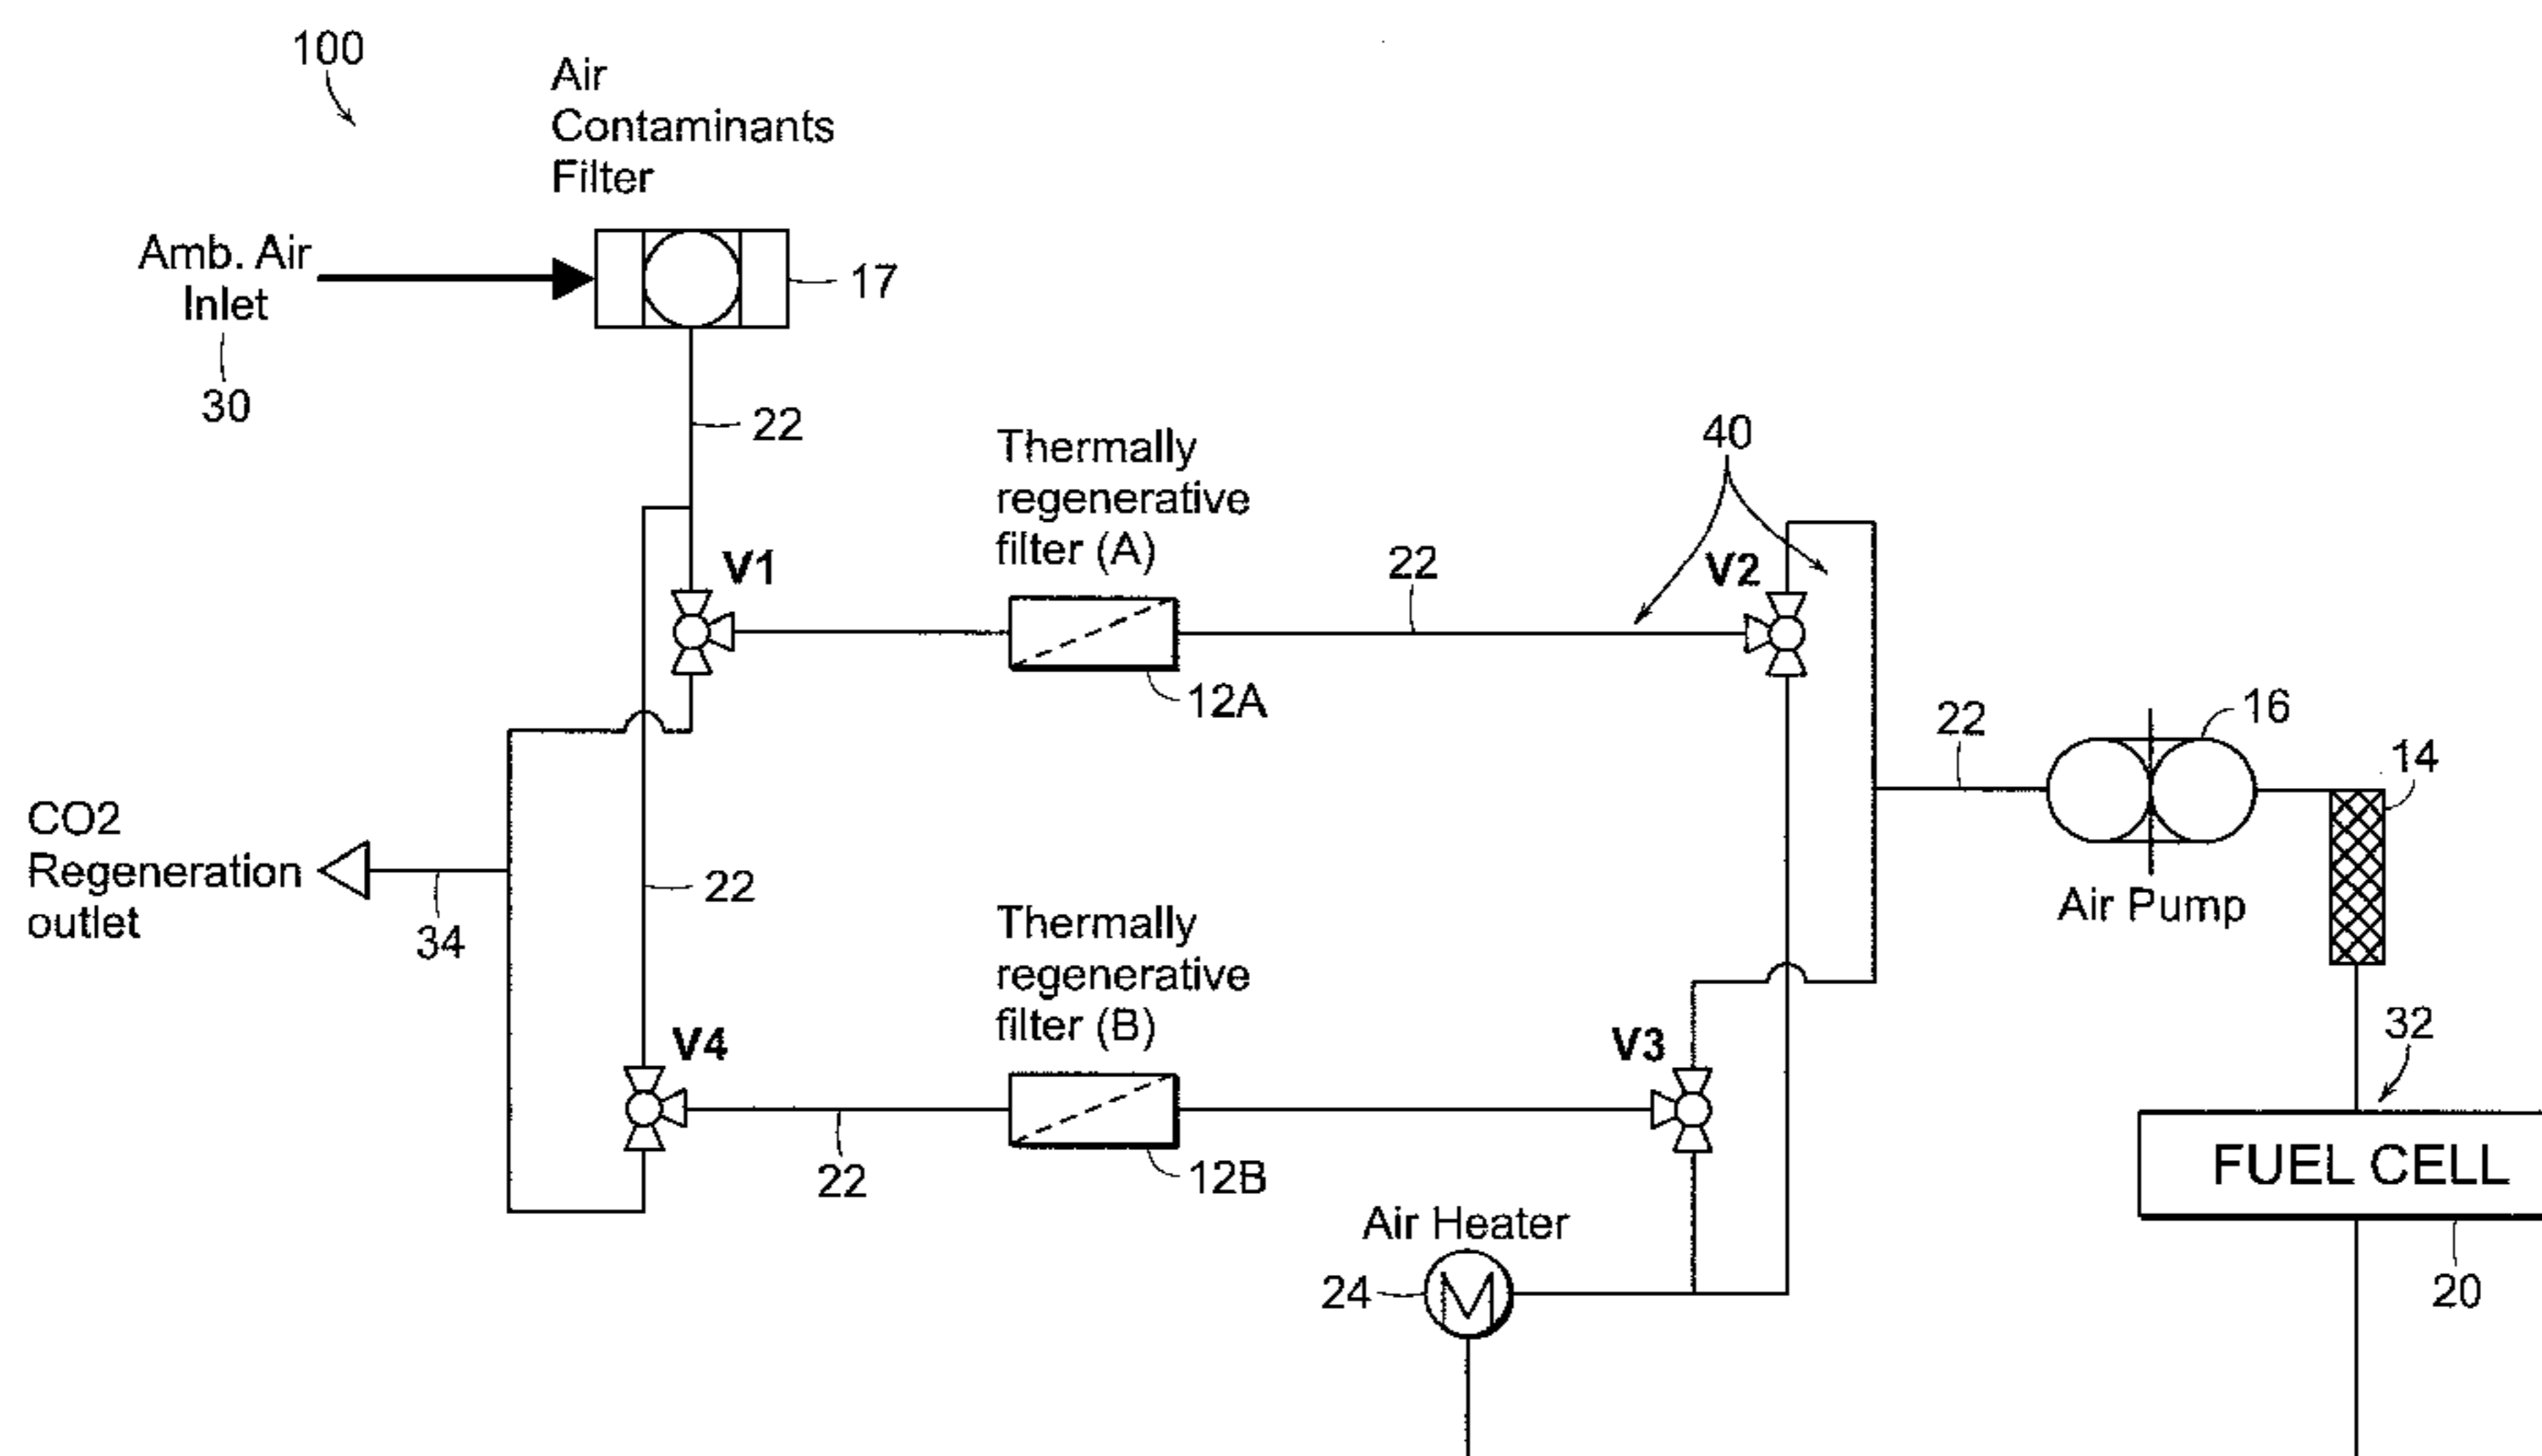 100
Air
Contaminants
Filter
Amb. Air
Inlet
30
17
22
Thermally
regenerative
filter (A)
40
V1
22
V2
12A
22
16
14
CO2
Regeneration
outlet
34
22
Air Pump
Thermally
regenerative
filter (B)
V4
V3
32
22
12B
FUEL CELL
Air Heater
24
20